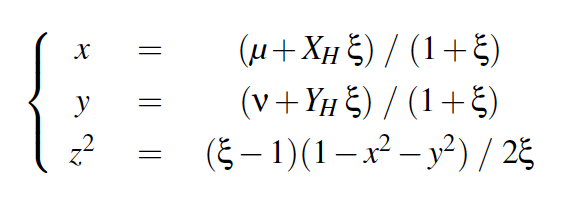 x = (μ + X_H ξ) / (1 + ξ)
y = (ν + Y_H ξ) / (1 + ξ)
z² = (ξ − 1)(1 − x² − y²) / 2ξ